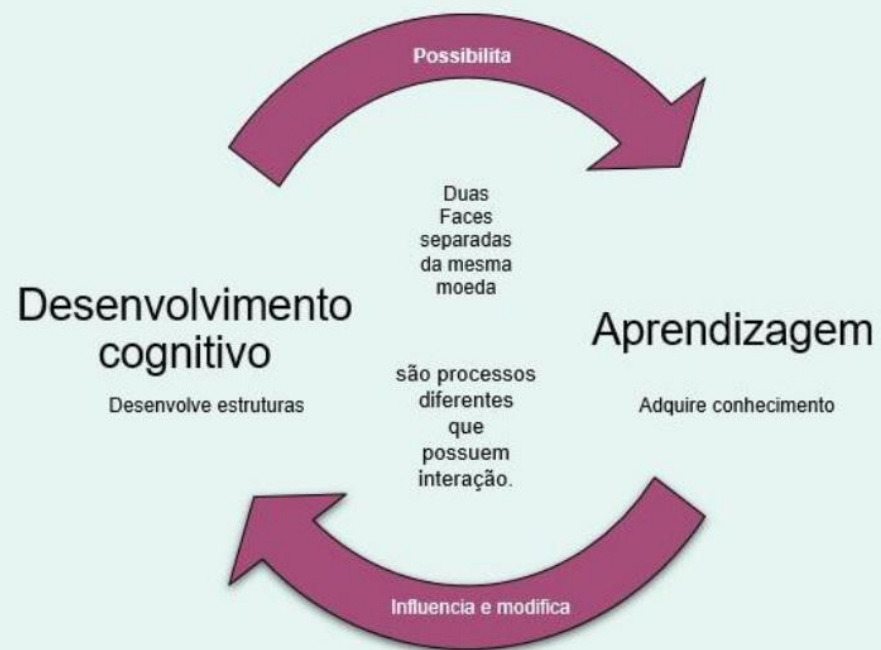 Possibilita
Duas
Faces
separadas
da mesma
moeda
Desenvolvimento
cognitivo
Desenvolve estruturas
são processos
diferentes
que
possuem
interação.
Aprendizagem
Adquire conhecimento
Influencia e modifica